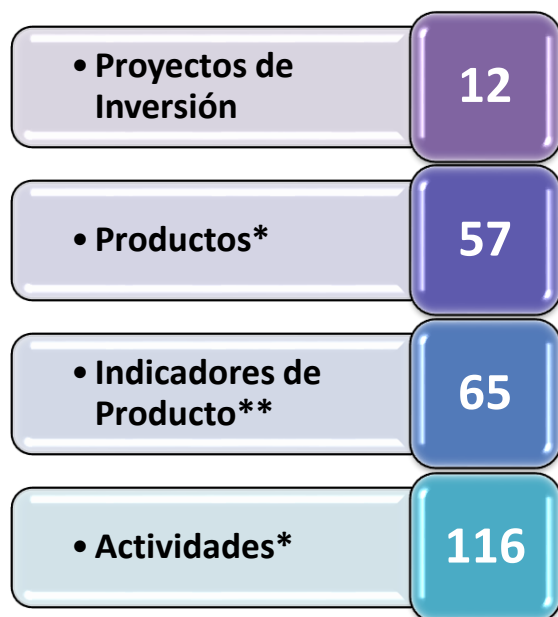 • Proyectos de
Inversión
12
• Productos*
57
• Indicadores de
Producto**
65
• Actividades*
116